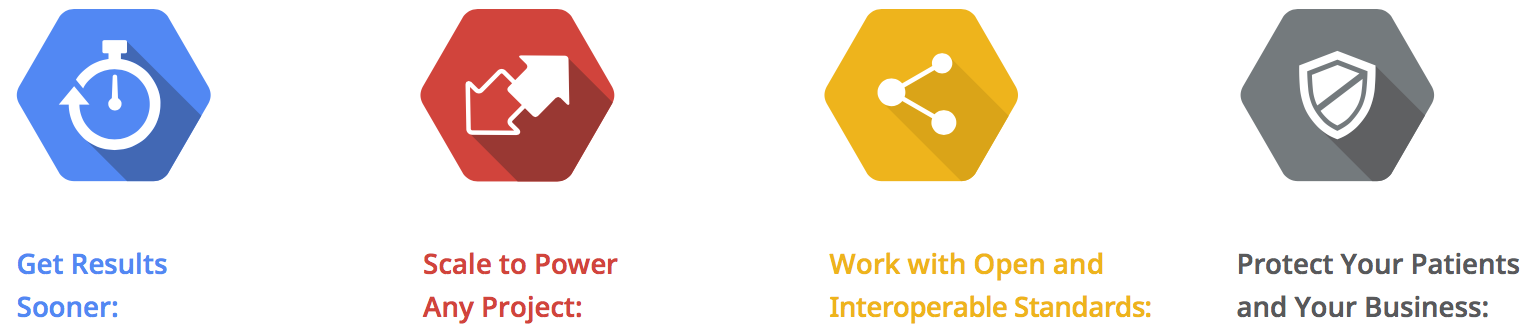 Get Results
Sooner:
Scale to Power
Any Project:
Work with Open and
Interoperable Standards:
Protect Your Patients
and Your Business: